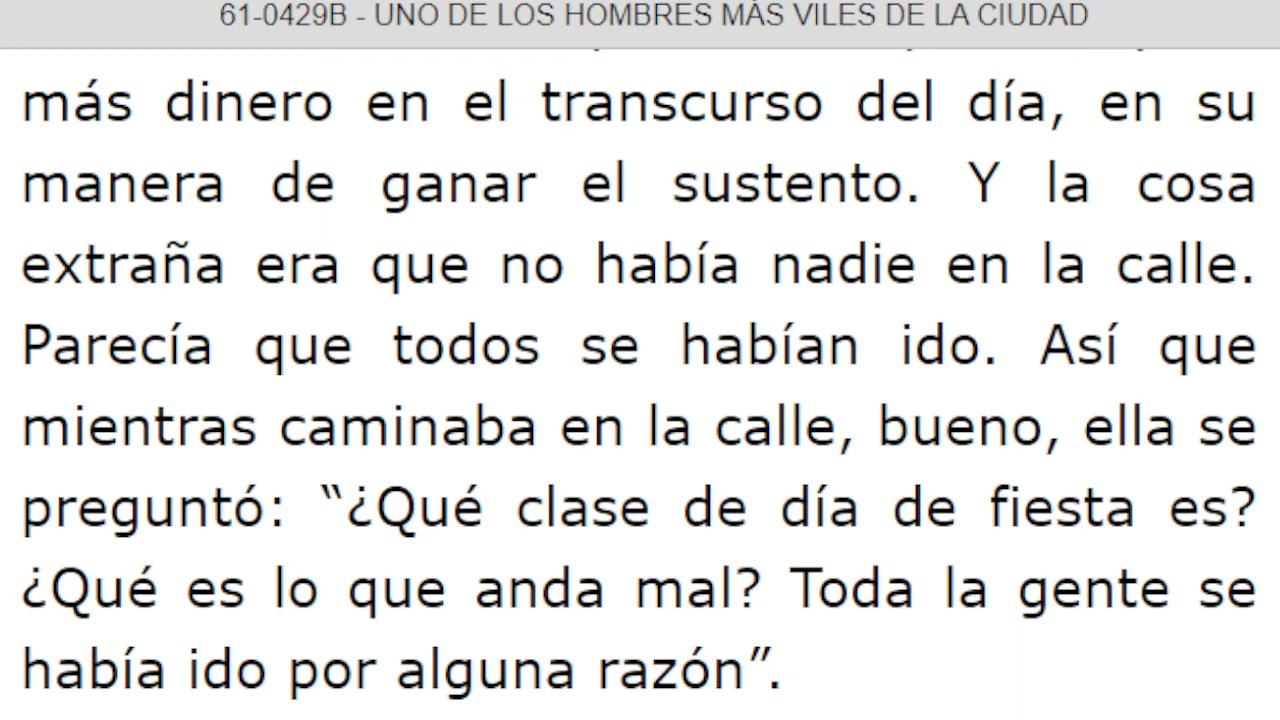 61-0429B - UNO DE LOS HOMBRES MÁS VILES DE LA CIUDAD
más dinero en el transcurso del día, en su
manera de ganar el sustento. Y la cosa
extraña era que no había nadie en la calle.
Parecía que todos se habían ido. Así que
mientras caminaba en la calle, bueno, ella se
preguntó: “¿Qué clase de día de fiesta es?
¿Qué es lo que anda mal? Toda la gente se
había ido por alguna razón”.